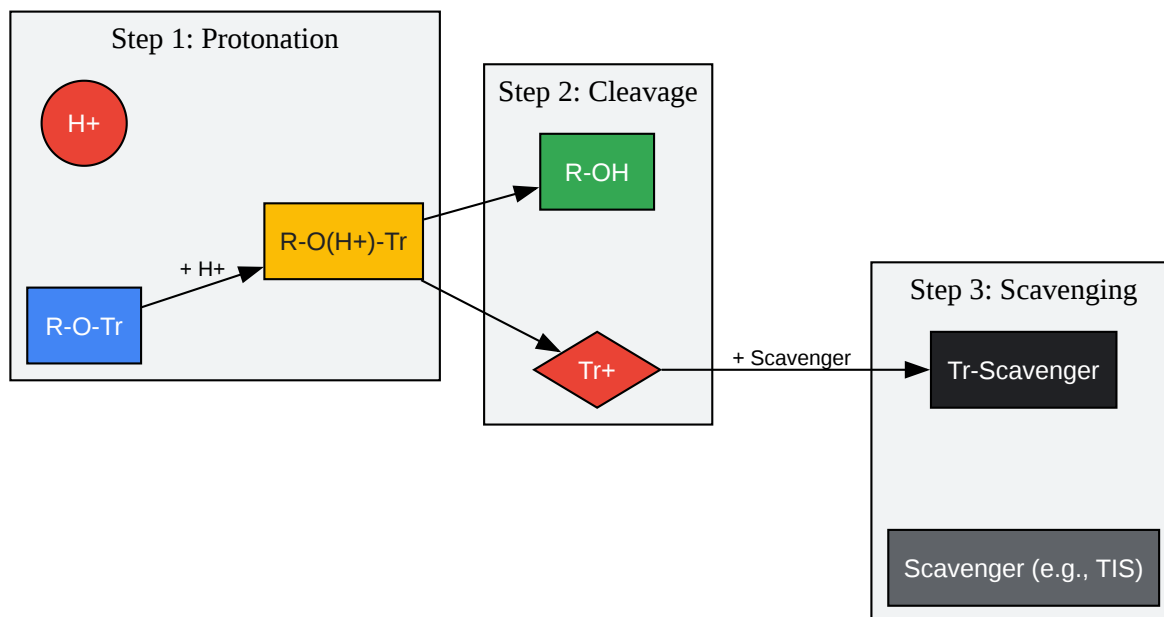 Step 1: Protonation
H+
R-O-Tr
+ H+
R-O(H+)-Tr
Step 2: Cleavage
R-OH
Tr+
+ Scavenger
Step 3: Scavenging
Tr-Scavenger
Scavenger (e.g., TIS)